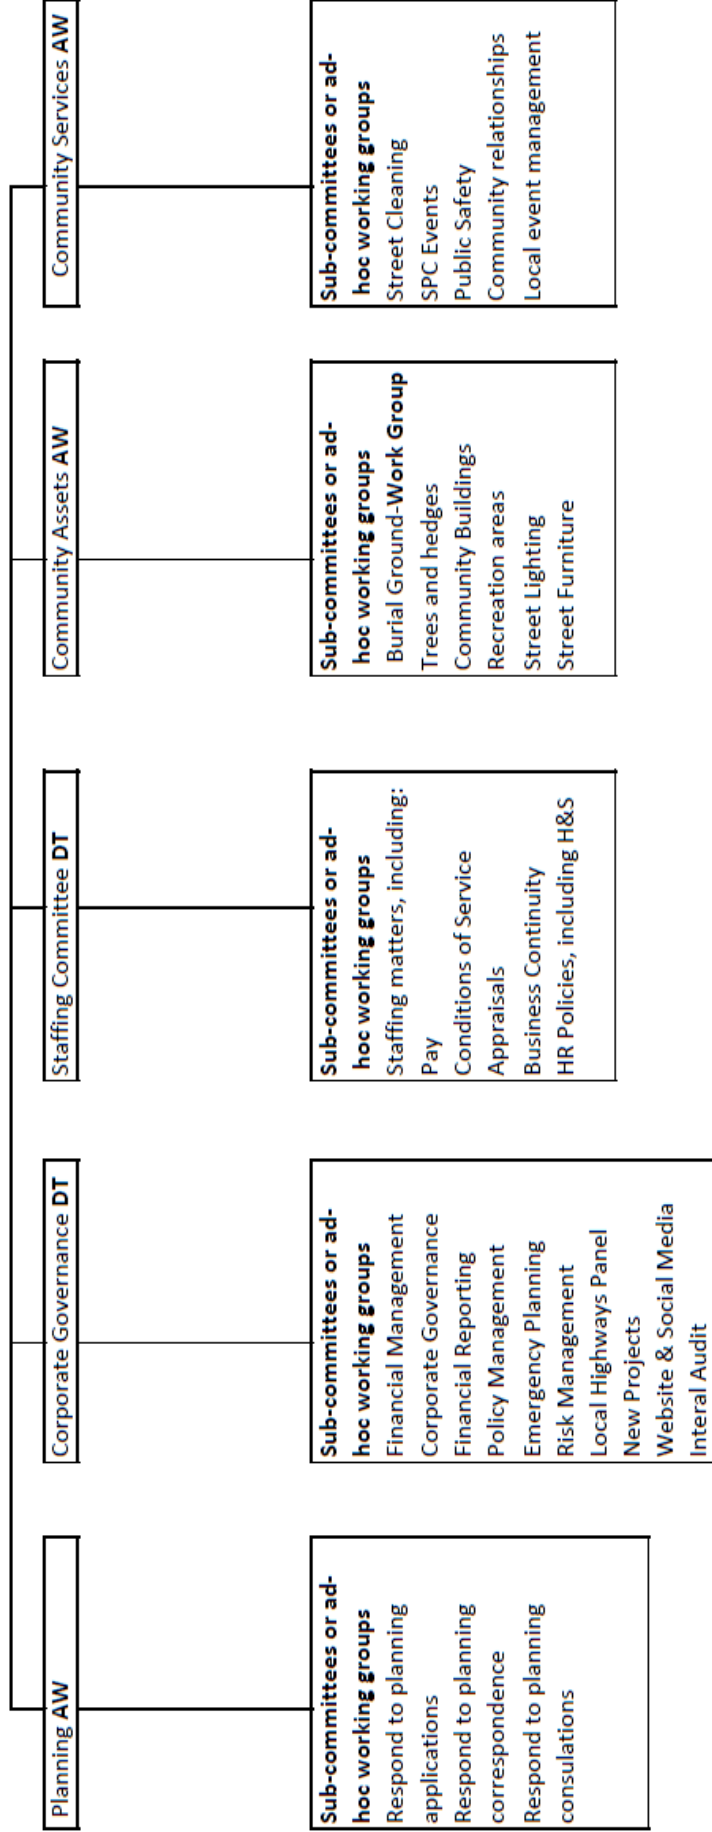 Planning AW
Sub-committees or ad-
hoc working groups
Respond to planning
applications
Respond to planning
correspondence
Respond to planning
consulations
Corporate Governance DT
Sub-committees or ad-
hoc working groups
Financial Management
Corporate Governance
Financial Reporting
Policy Management
Emergency Planning
Risk Management
Local Highways Panel
New Projects
Website & Social Media
Interal Audit
Staffing Committee DT
Sub-committees or ad-
hoc working groups
Staffing matters, including:
Pay
Conditions of Service
Appraisals
Business Continuity
HR Policies, including H&S
Community Assets AW
Sub-committees or ad-
hoc working groups
Burial Ground-Work Group
Trees and hedges
Community Buildings
Recreation areas
Street Lighting
Street Furniture
Community Services AW
Sub-committees or ad-
hoc working groups
Street Cleaning
SPC Events
Public Safety
Community relationships
Local event management